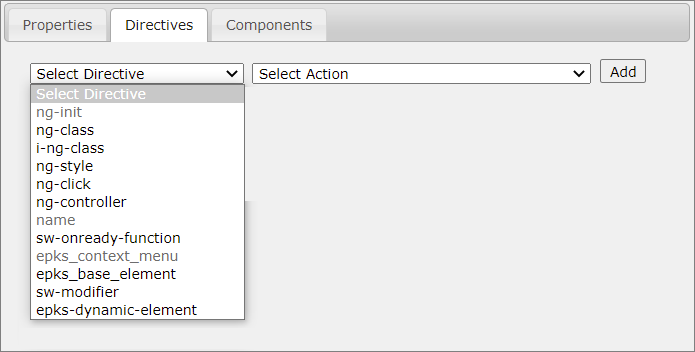 Properties Directives Components
Select Directive Select Action Add
Select Directive
ng-init
ng-class
i-ng-class
ng-style
ng-click
ng-controller
name
sw-onready-function
epks_context_menu
epks_base_element
sw-modifier
epks-dynamic-element